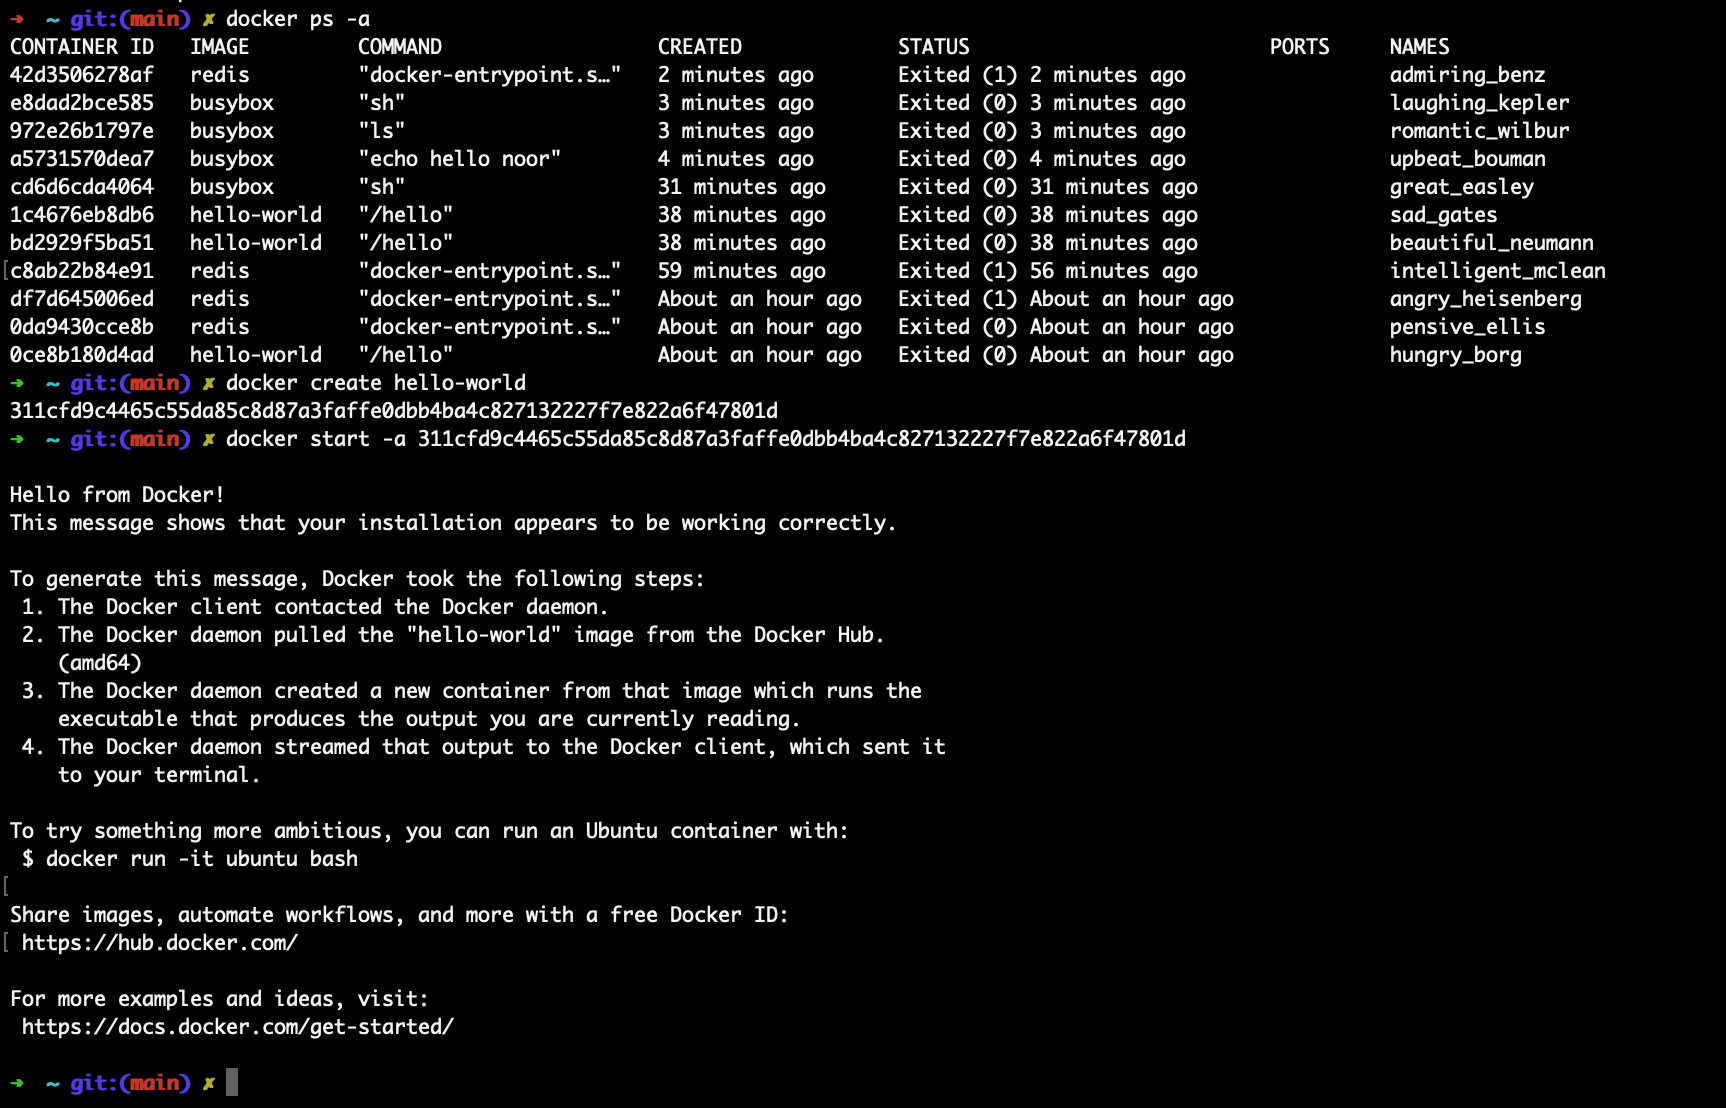 ➜  ~ git:(main) ✗ docker ps -a
CONTAINER ID   IMAGE         COMMAND                  CREATED             STATUS                         PORTS     NAMES
42d3506278af   redis         "docker-entrypoint.s…"   2 minutes ago       Exited (1) 2 minutes ago                 admiring_benz
e8dad2bce585   busybox       "sh"                     3 minutes ago       Exited (0) 3 minutes ago                 laughing_kepler
972e26b1797e   busybox       "ls"                     3 minutes ago       Exited (0) 3 minutes ago                 romantic_wilbur
a5731570dea7   busybox       "echo hello noor"        4 minutes ago       Exited (0) 4 minutes ago                 upbeat_bouman
cd6d6cda4064   busybox       "sh"                     31 minutes ago      Exited (0) 31 minutes ago                great_easley
1c4676eb8db6   hello-world   "/hello"                 38 minutes ago      Exited (0) 38 minutes ago                sad_gates
bd2929f5ba51   hello-world   "/hello"                 38 minutes ago      Exited (0) 38 minutes ago                beautiful_neumann
c8ab22b84e91   redis         "docker-entrypoint.s…"   59 minutes ago      Exited (1) 56 minutes ago                intelligent_mclean
df7d645006ed   redis         "docker-entrypoint.s…"   About an hour ago   Exited (1) About an hour ago             angry_heisenberg
0da9430cce8b   redis         "docker-entrypoint.s…"   About an hour ago   Exited (0) About an hour ago             pensive_ellis
0ce8b180d4ad   hello-world   "/hello"                 About an hour ago   Exited (0) About an hour ago             hungry_borg
➜  ~ git:(main) ✗ docker create hello-world
311cfd9c4465c55da85c8d87a3faffe0dbb4ba4c827132227f7e822a6f47801d
➜  ~ git:(main) ✗ docker start -a 311cfd9c4465c55da85c8d87a3faffe0dbb4ba4c827132227f7e822a6f47801d

Hello from Docker!
This message shows that your installation appears to be working correctly.

To generate this message, Docker took the following steps:
 1. The Docker client contacted the Docker daemon.
 2. The Docker daemon pulled the "hello-world" image from the Docker Hub.
    (amd64)
 3. The Docker daemon created a new container from that image which runs the
    executable that produces the output you are currently reading.
 4. The Docker daemon streamed that output to the Docker client, which sent it
    to your terminal.

To try something more ambitious, you can run an Ubuntu container with:
 $ docker run -it ubuntu bash

Share images, automate workflows, and more with a free Docker ID:
 https://hub.docker.com/

For more examples and ideas, visit:
 https://docs.docker.com/get-started/

➜  ~ git:(main) ✗